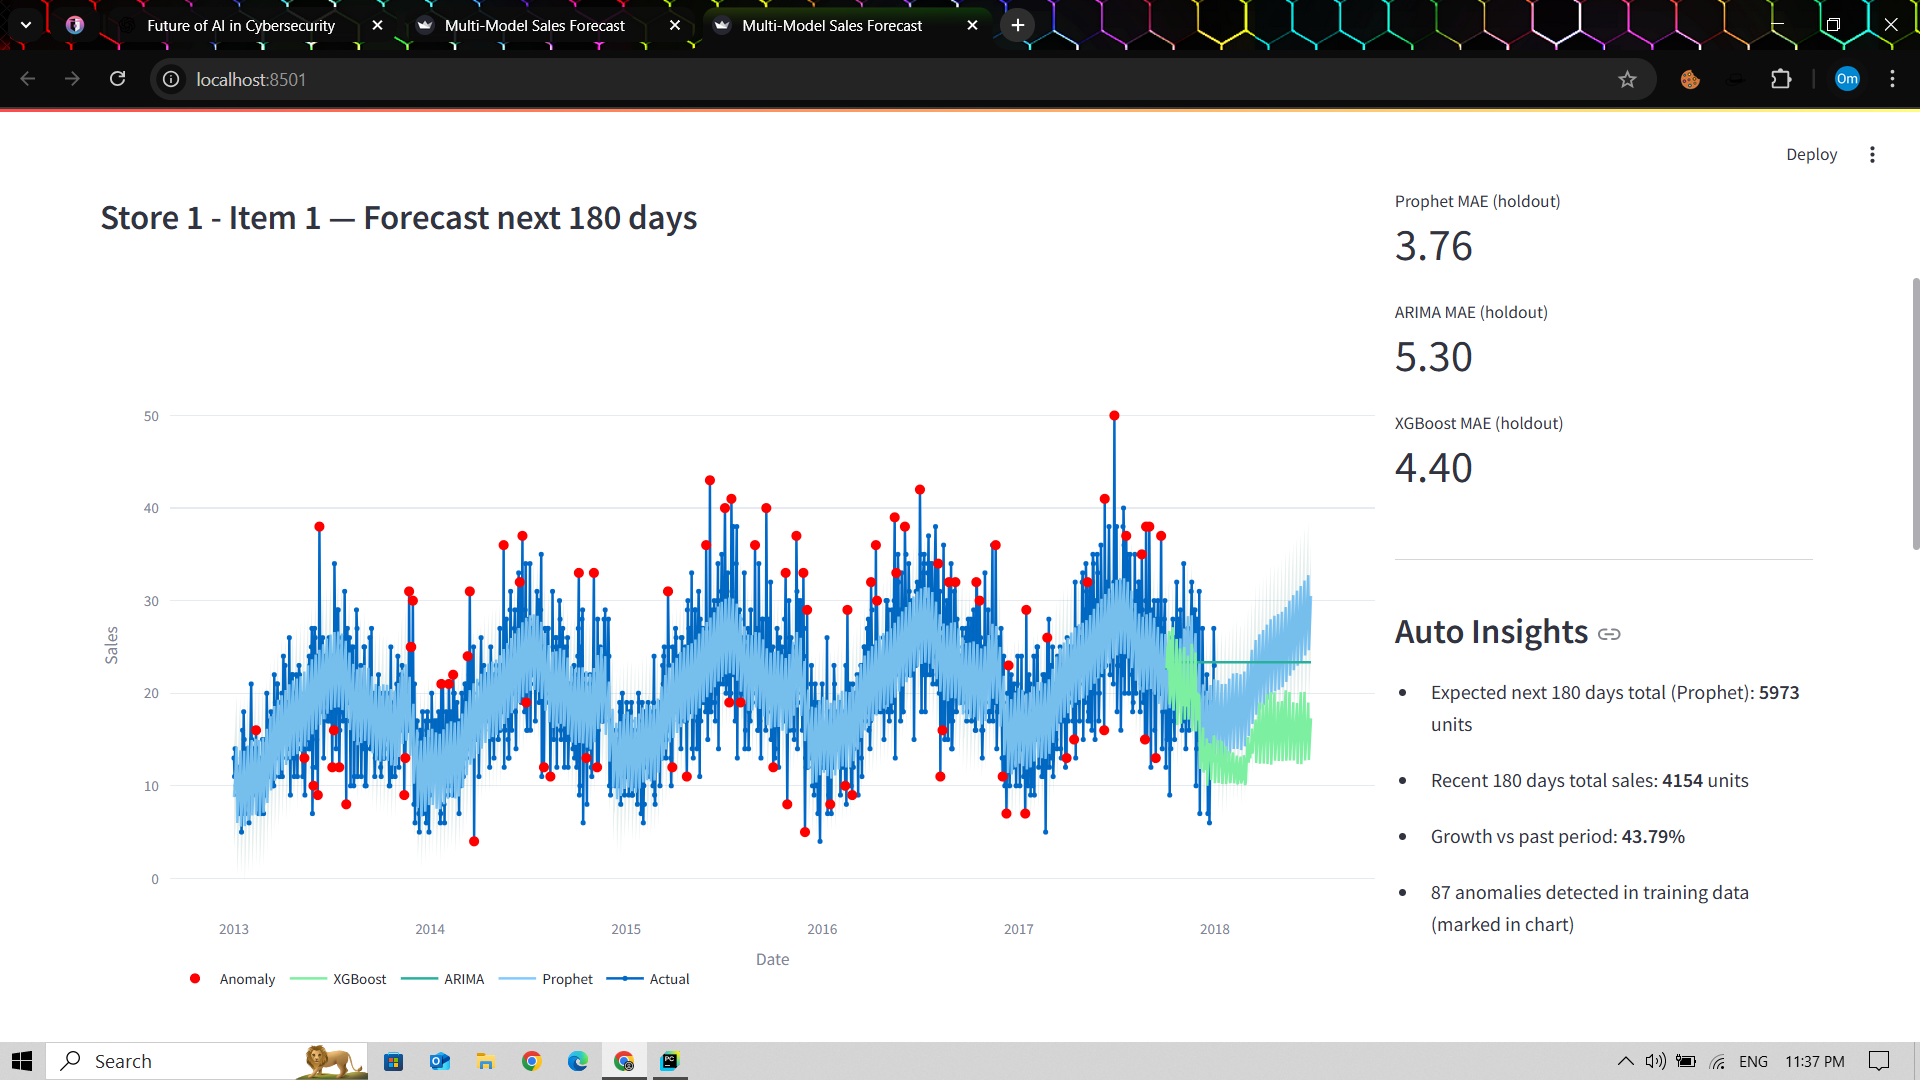 Future of AI in Cybersecurity
Multi-Model Sales Forecast
Multi-Model Sales Forecast
localhost:8501
Om
Deploy
Store 1 - Item 1 — Forecast next 180 days
Prophet MAE (holdout)
3.76
ARIMA MAE (holdout)
5.30
XGBoost MAE (holdout)
4.40
50
40
30
20
10
0
Sales
2013
2014
2015
2016
2017
2018
Date
Anomaly
XGBoost
ARIMA
Prophet
Actual
Auto Insights
Expected next 180 days total (Prophet): 5973
units
Recent 180 days total sales: 4154 units
Growth vs past period: 43.79%
87 anomalies detected in training data
(marked in chart)
Search
PC
ENG
11:37 PM